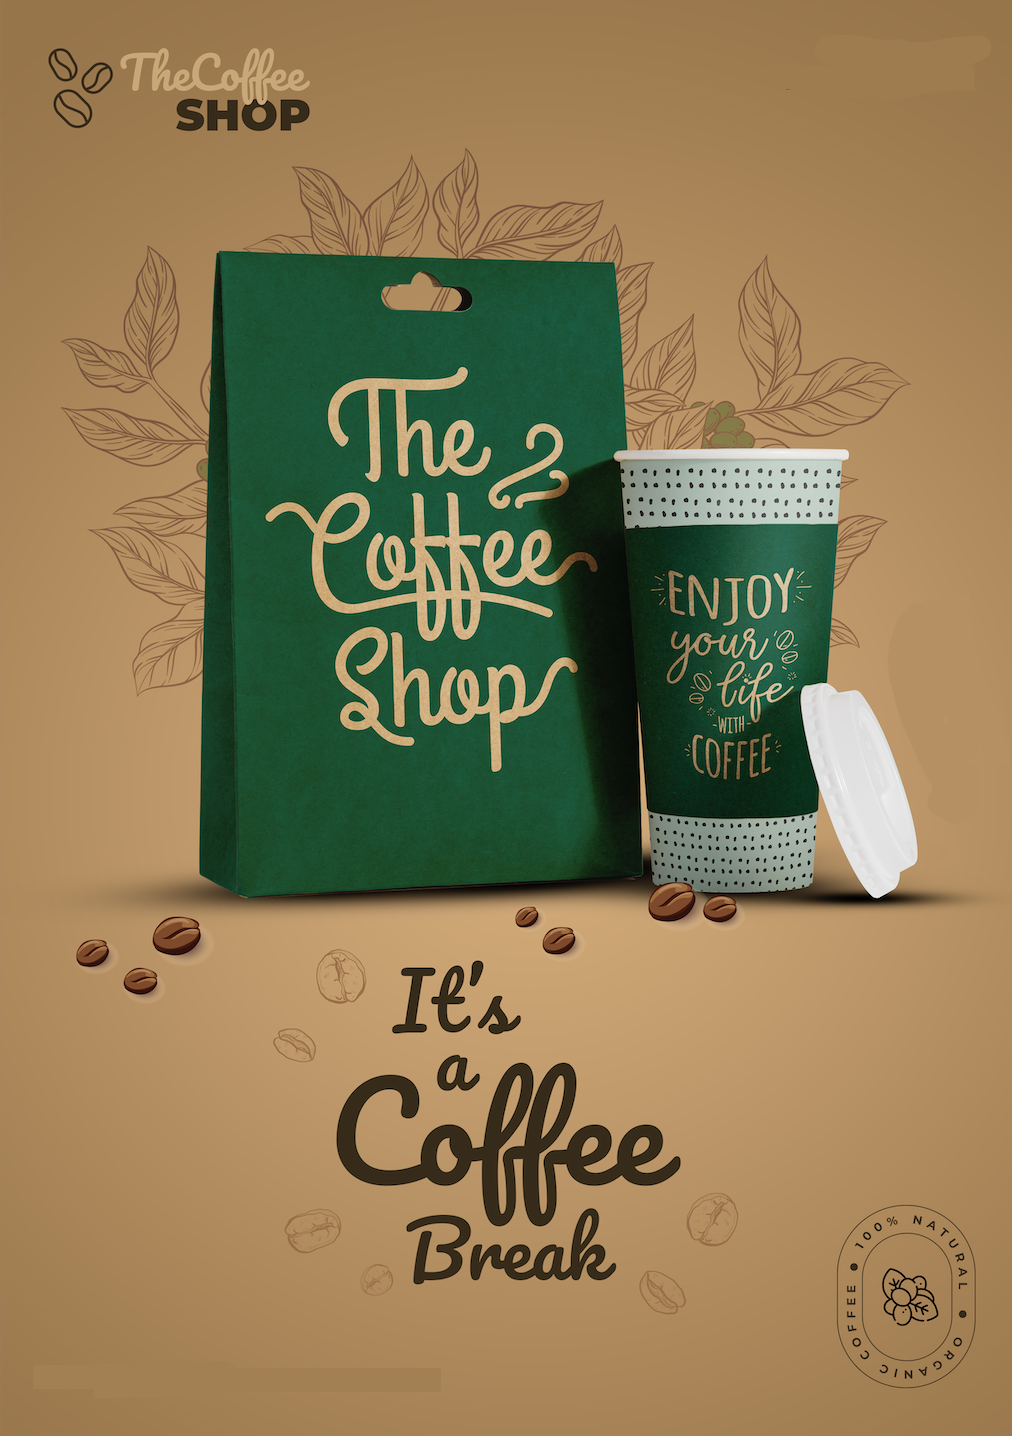 TheCoffee
SHOP
The
Coffee
Shop
ENJOY
your
life
-WITH-
COFFEE
It's
a
Coffee
Break
100% NATURAL
ORGANIC COFFEE